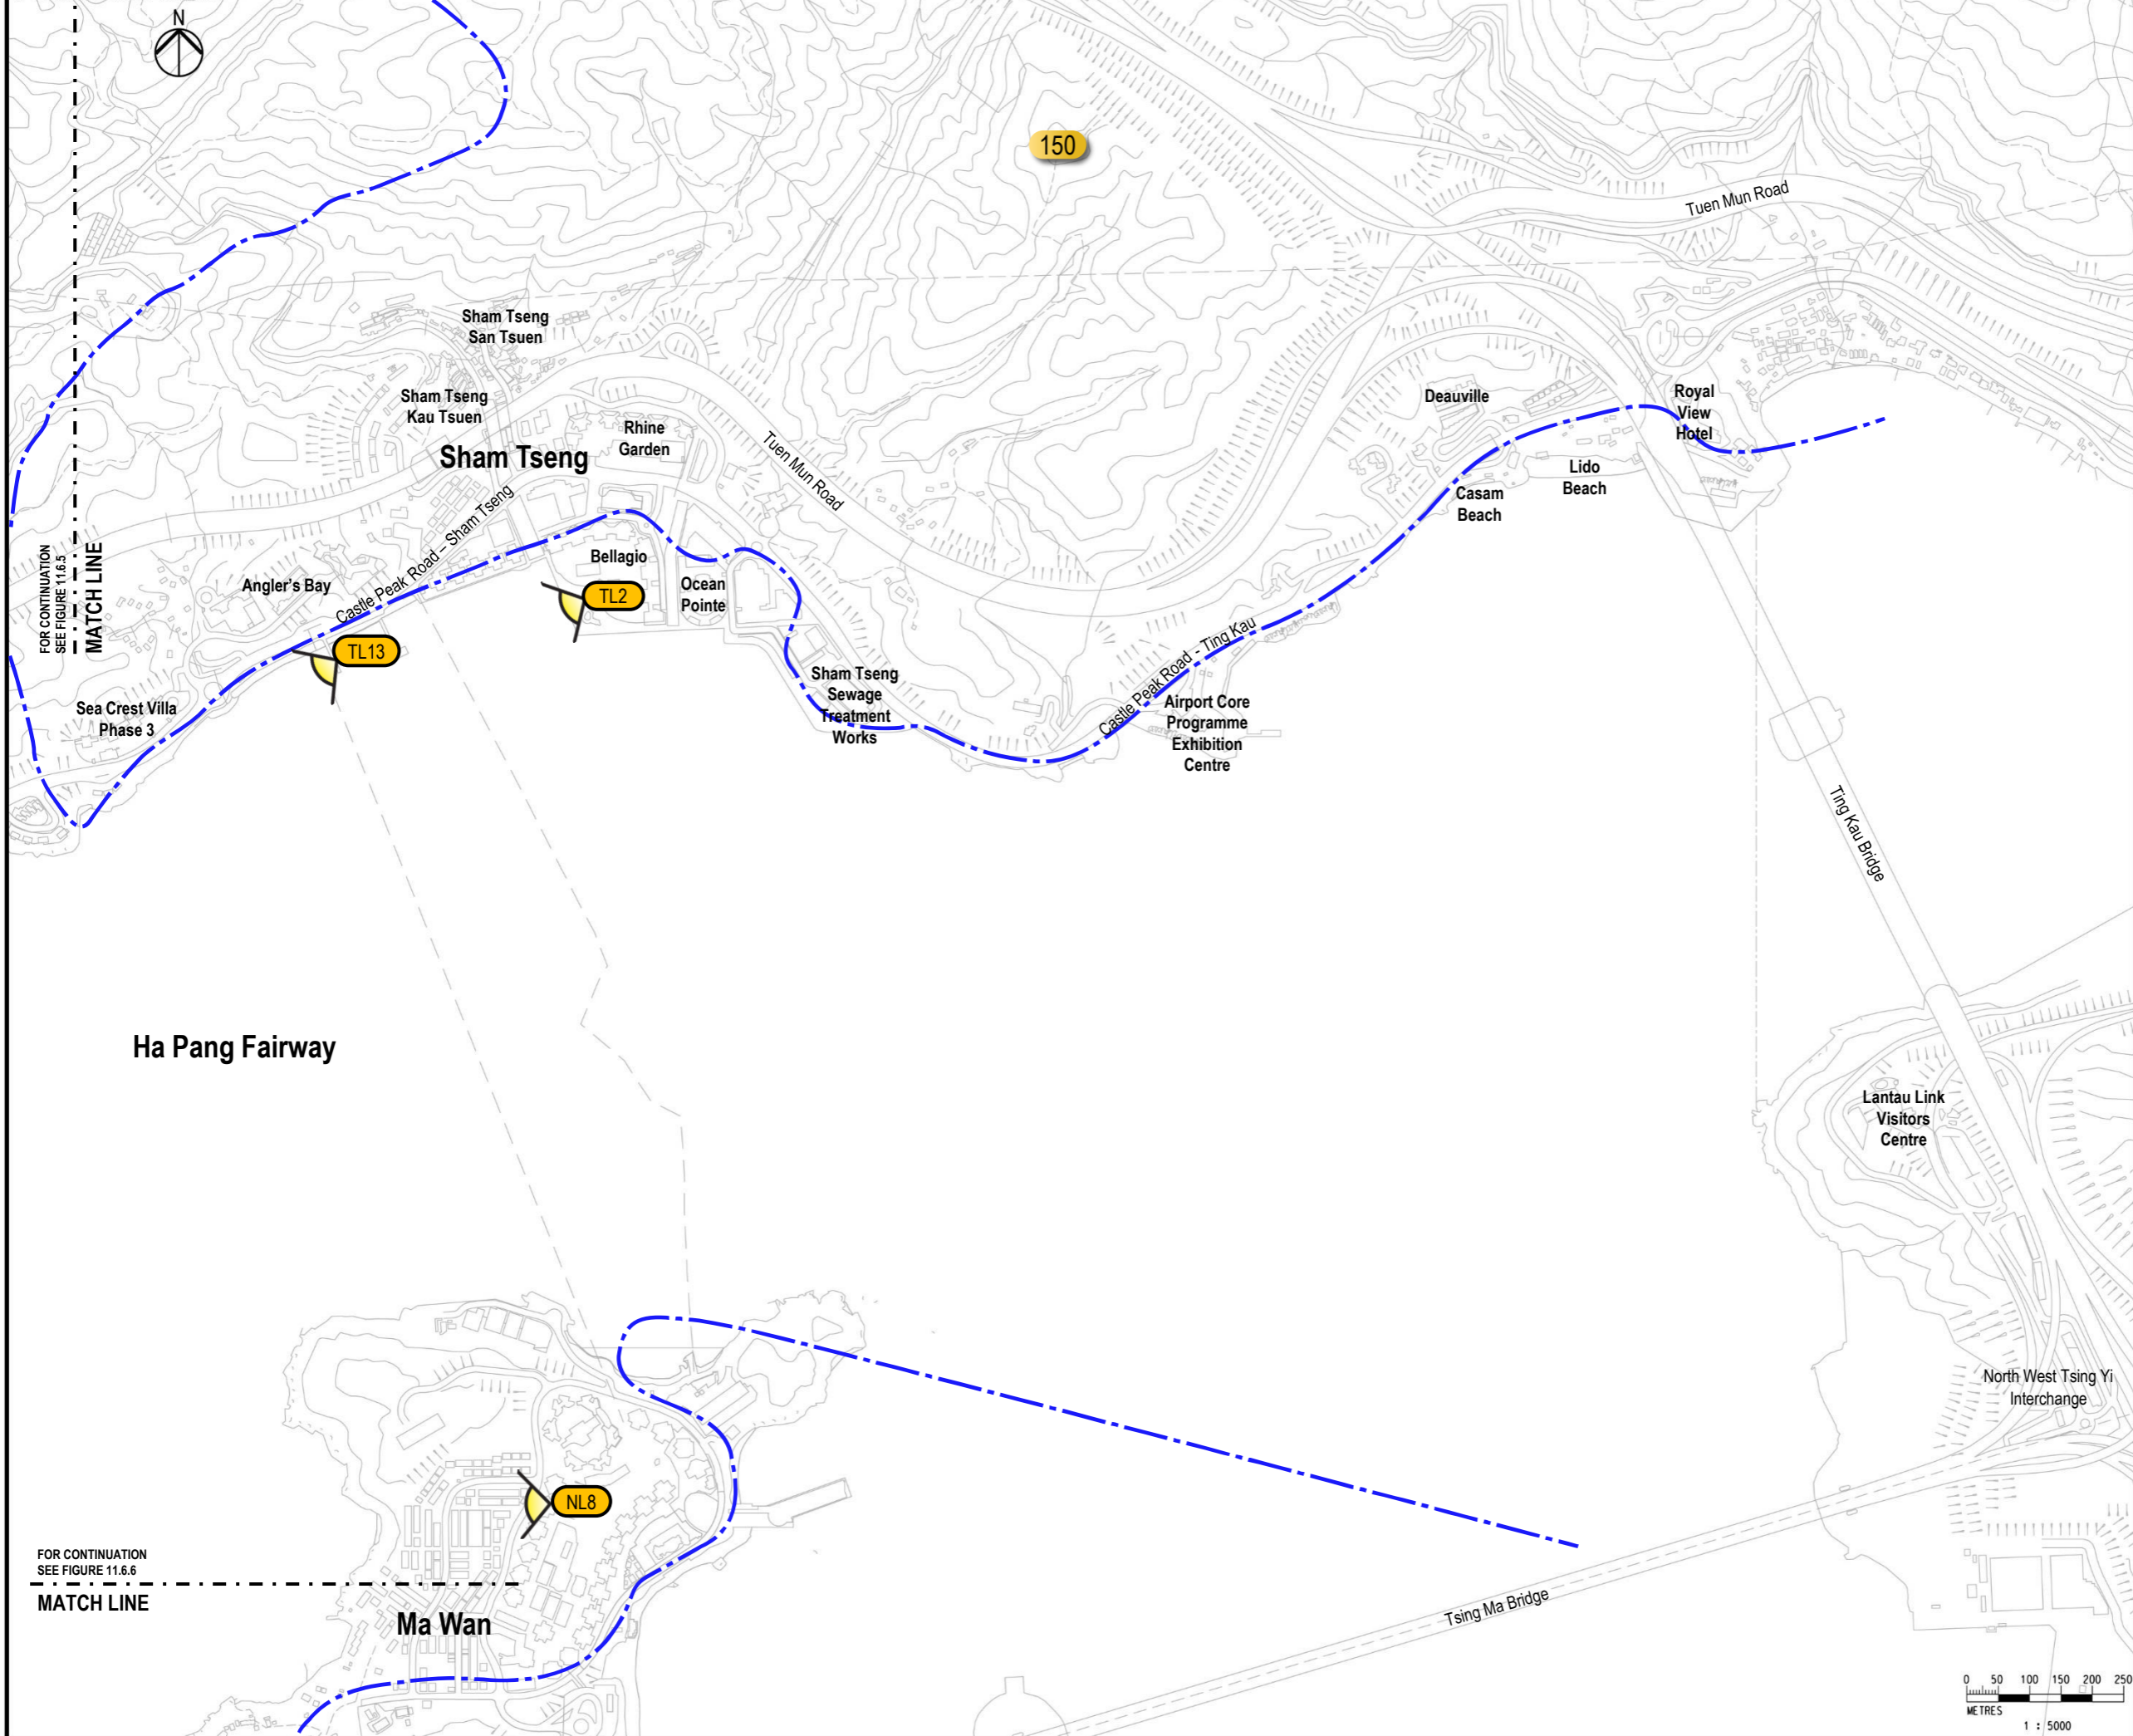 N
150
Tuen Mun Road
Sham Tseng
San Tsuen
Sham Tseng
Kau Tsuen
Rhine
Garden
Sham Tseng
Tuen Mun Road
Deauville
Royal
View
Hotel
Lido
Beach
Casam
Beach
FOR CONTINUATION
SEE FIGURE 11.6.5
MATCH LINE
Angler's Bay
Castle Peak Road – Sham Tseng
Bellagio
TL2
Ocean
Pointe
TL13
Sea Crest Villa
Phase 3
Sham Tseng
Sewage
Treatment
Works
Castle Peak Road - Ting Kau
Airport Core
Programme
Exhibition
Centre
Ting Kau Bridge
Ha Pang Fairway
Lantau Link
Visitors
Centre
North West Tsing Yi
Interchange
NL8
FOR CONTINUATION
SEE FIGURE 11.6.6
MATCH LINE
Ma Wan
Tsing Ma Bridge
0 50 100 150 200 250
METRES
1 : 5000